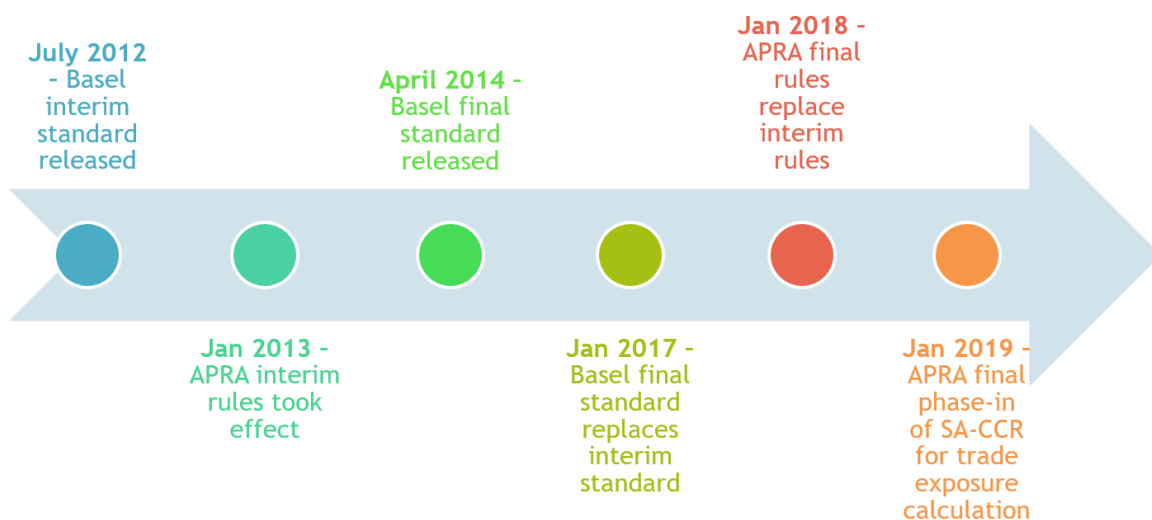 July 2012
– Basel
interim
standard
released
Jan 2013 –
APRA interim
rules took
effect
April 2014 –
Basel final
standard
released
Jan 2017 –
Basel final
standard
replaces
interim
standard
Jan 2018 –
APRA final
rules
replace
interim
rules
Jan 2019 –
APRA final
phase-in
of SA-CCR
for trade
exposure
calculation